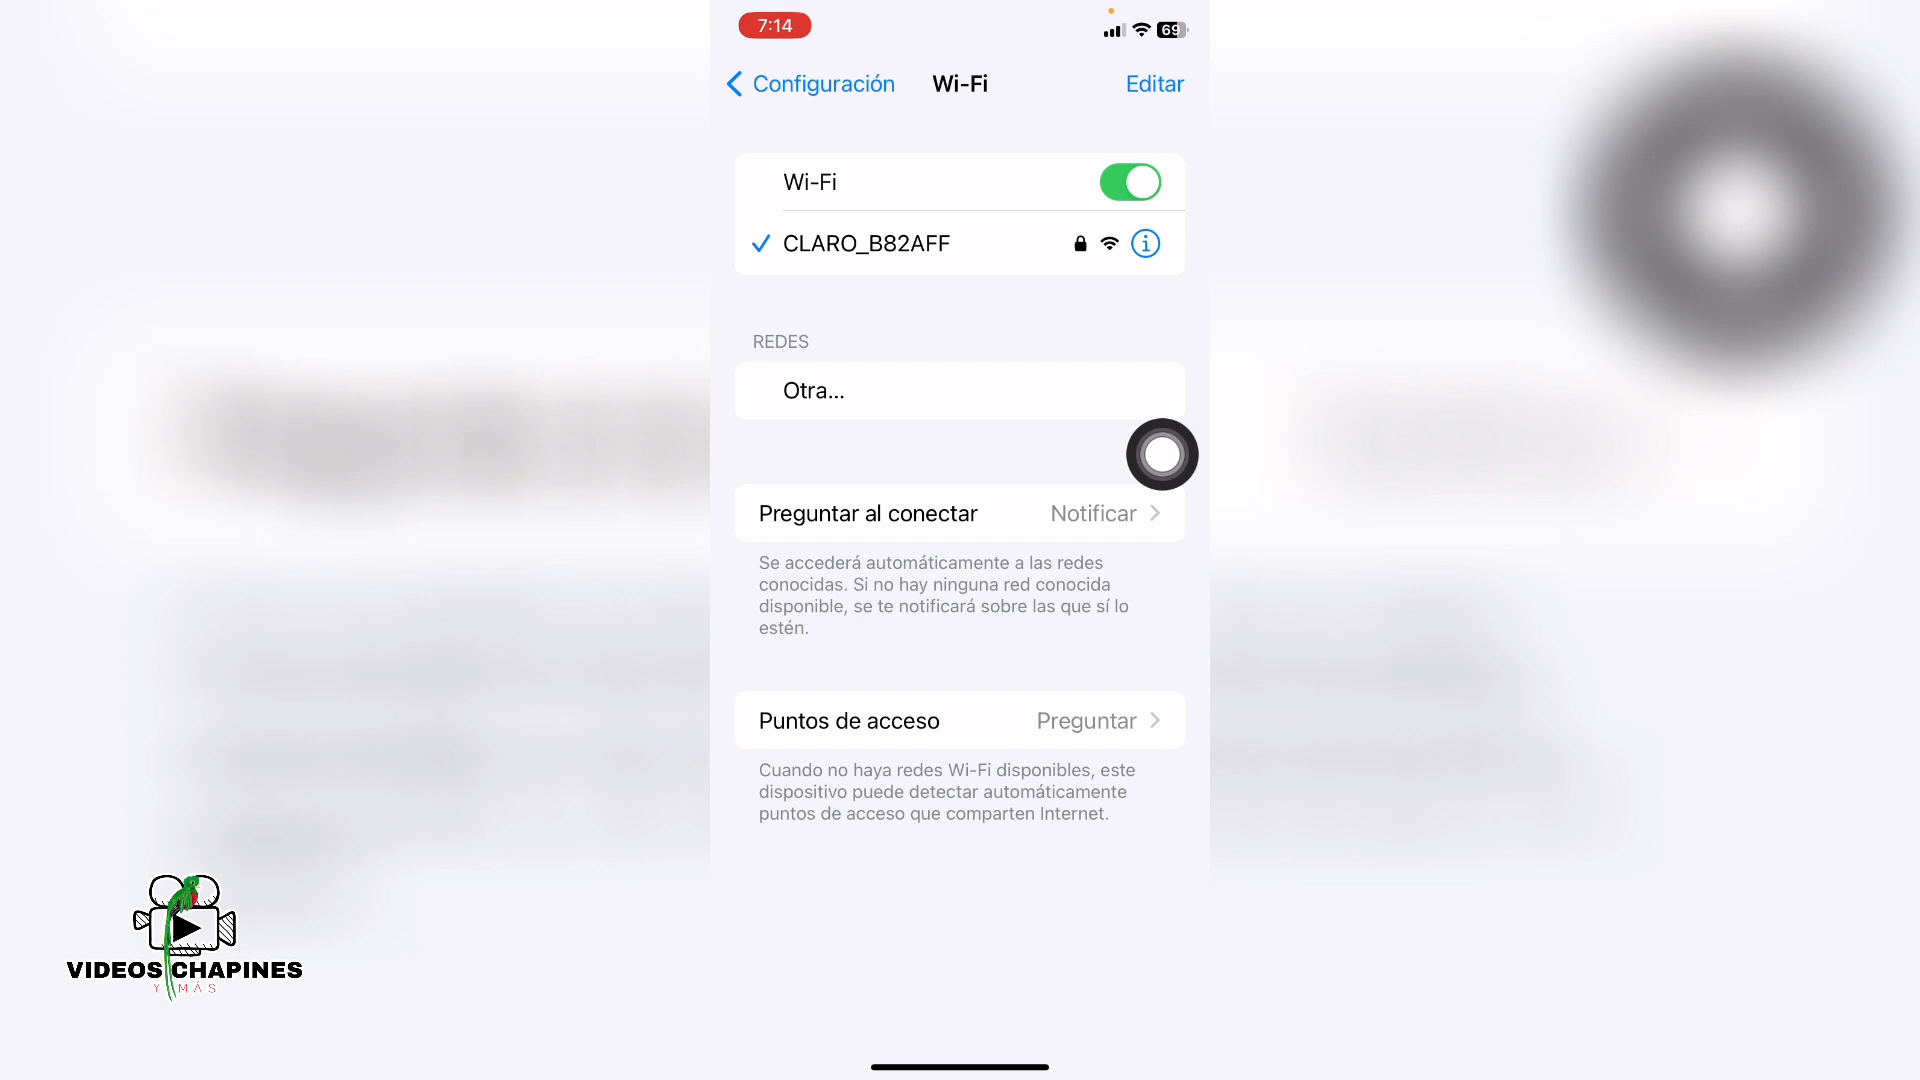 7:14
69
Configuración
Wi-Fi
Editar
Wi-Fi
CLARO_B82AFF
REDES
Otra...
Preguntar al conectar
Notificar
Se accederá automáticamente a las redes
conocidas. Si no hay ninguna red conocida
disponible, se te notificará sobre las que sí lo
estén.
Puntos de acceso
Preguntar
Cuando no haya redes Wi-Fi disponibles, este
dispositivo puede detectar automáticamente
puntos de acceso que comparten Internet.
VIDEOS CHAPINES
Y MÁS